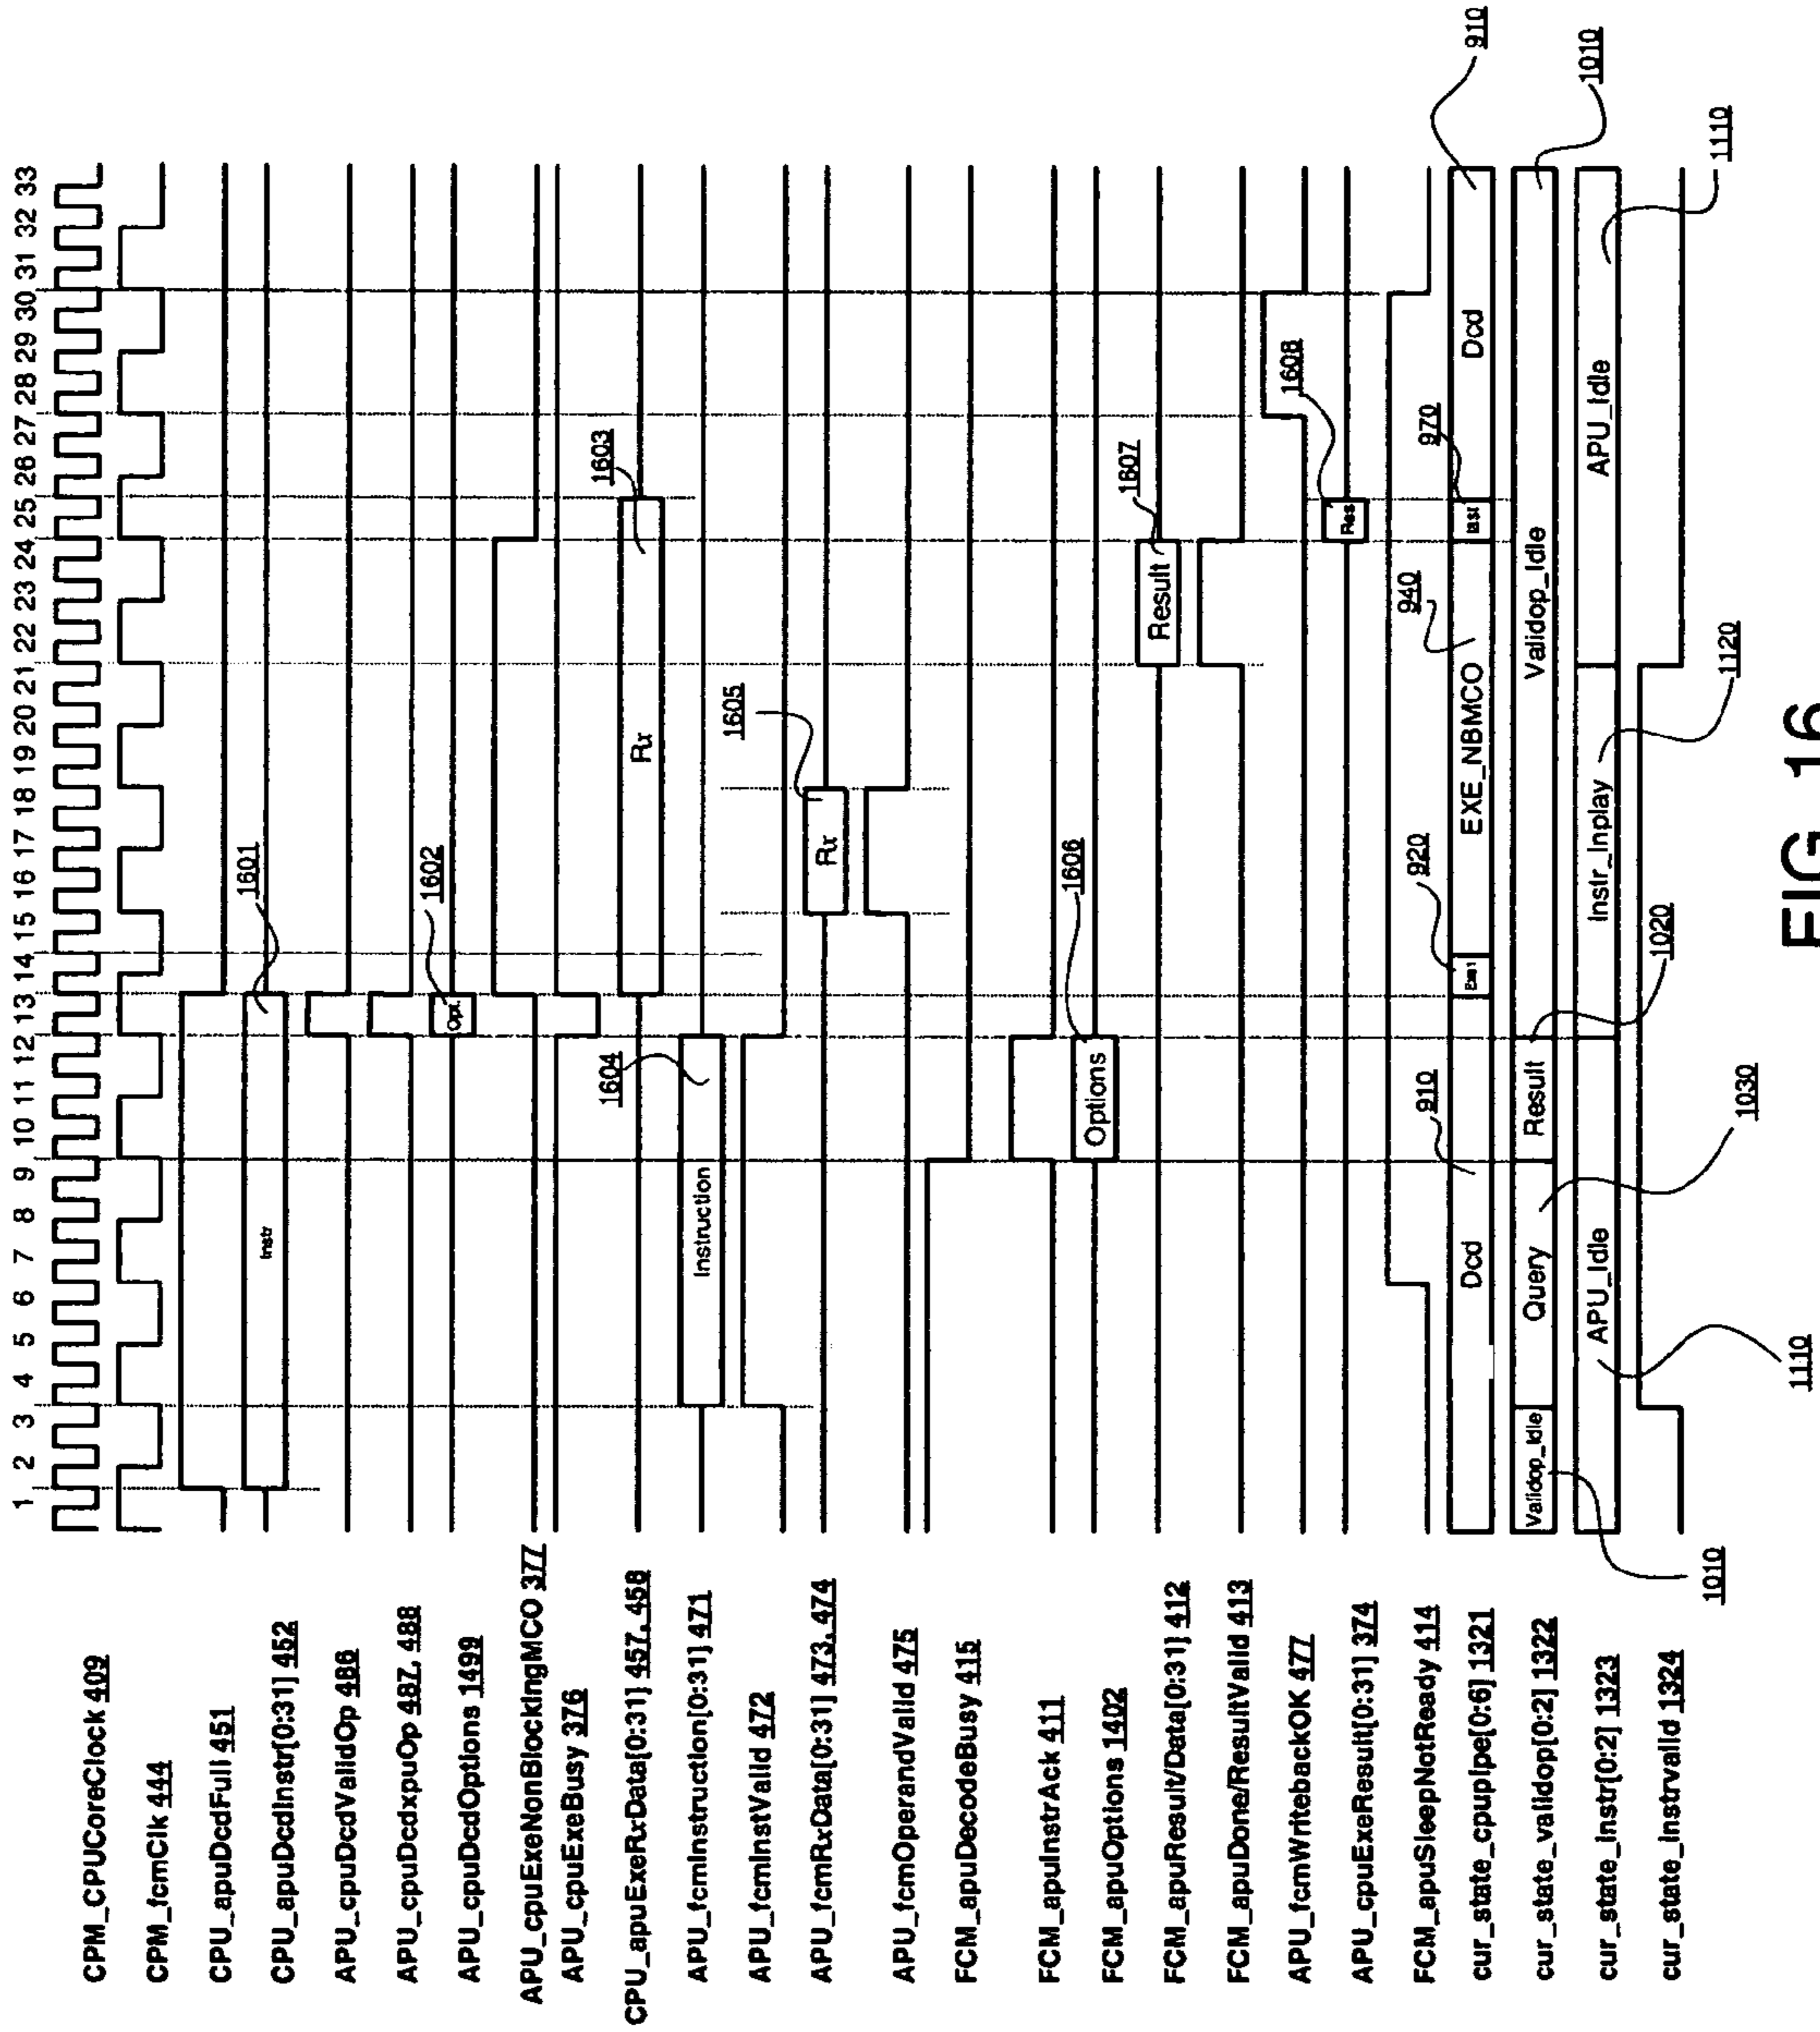 1 2 3 4 5 6 7 8 9 10 11 12 13 14 15 16 17 18 19 20 21 22 23 24 25 26 27 28 29 30 31 32 33
CPM_CPUCoreClock 409
CPM_fcmClk 444
CPU_apuDcdFull 451
CPU_apuDcdInstr[0:31] 452
Instr
1601
APU_cpuDcdValidOp 486
APU_cpuDcdxpuOp 487, 488
APU_cpuDcdOptions 1499
Opt.
1602
APU_cpuExeNonBlockingMCO 377
APU_cpuExeBusy 376
CPU_apuExeRxData[0:31] 457, 458
Rx
1603
APU_fcmInstruction[0:31] 471
Instruction
1604
APU_fcmInstValid 472
APU_fcmRxData[0:31] 473, 474
Rx
1605
APU_fcmOperandValid 475
FCM_apuDecodeBusy 415
FCM_apuInstrAck 411
FCM_apuOptions 1402
Options
1606
FCM_apuResult/Data[0:31] 412
Result
1607
FCM_apuDone/ResultValid 413
APU_fcmWritebackOK 477
APU_cpuExeResult[0:31] 374
Res
1608
FCM_apuSleepNotReady 414
cur_state_cpupipe[0:6] 1321
Dcd
910
Exe1
920
EXE_NBMCO
940
last
970
Dcd
910
cur_state_validop[0:2] 1322
Validop_Idle
1010
Query
1030
Result
1020
Validop_Idle
1010
cur_state_instr[0:2] 1323
APU_Idle
1110
Instr_Inplay
1120
APU_Idle
1110
cur_state_instrvalid 1324
FIG. 16